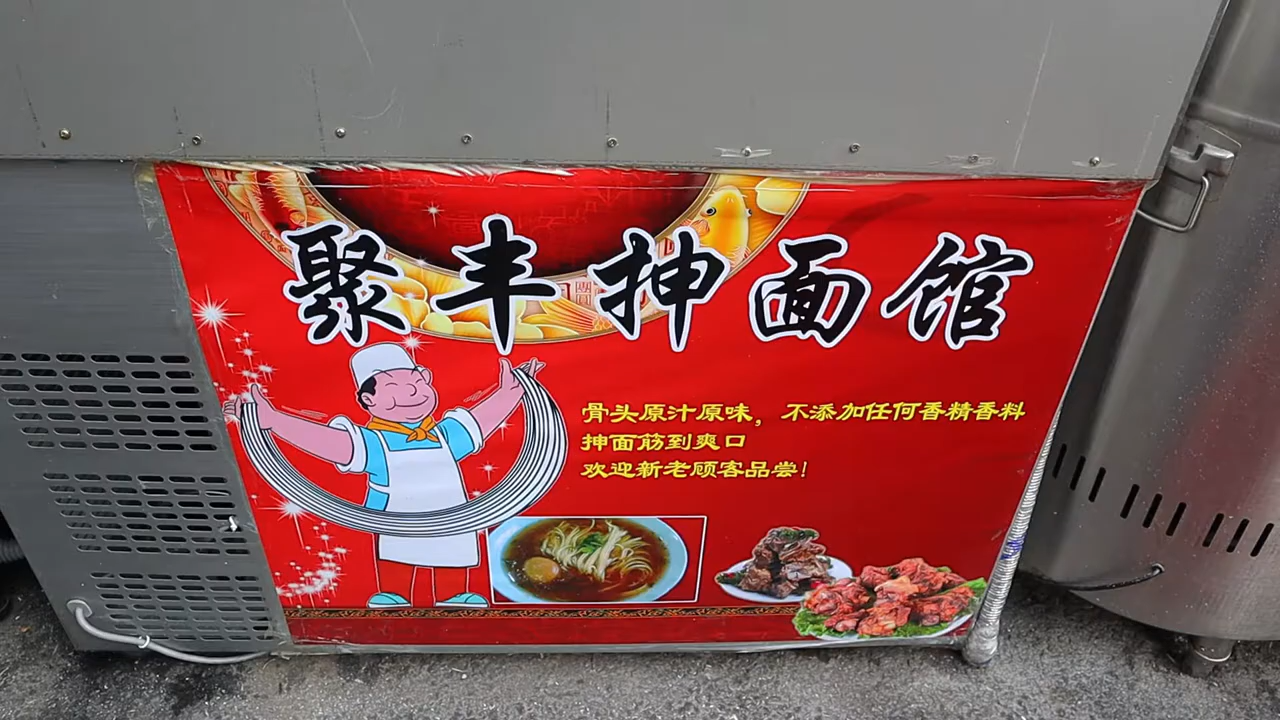 聚丰抻面馆
骨头原汁原味，不添加任何香精香料
抻面筋到爽口
欢迎新老顾客品尝！